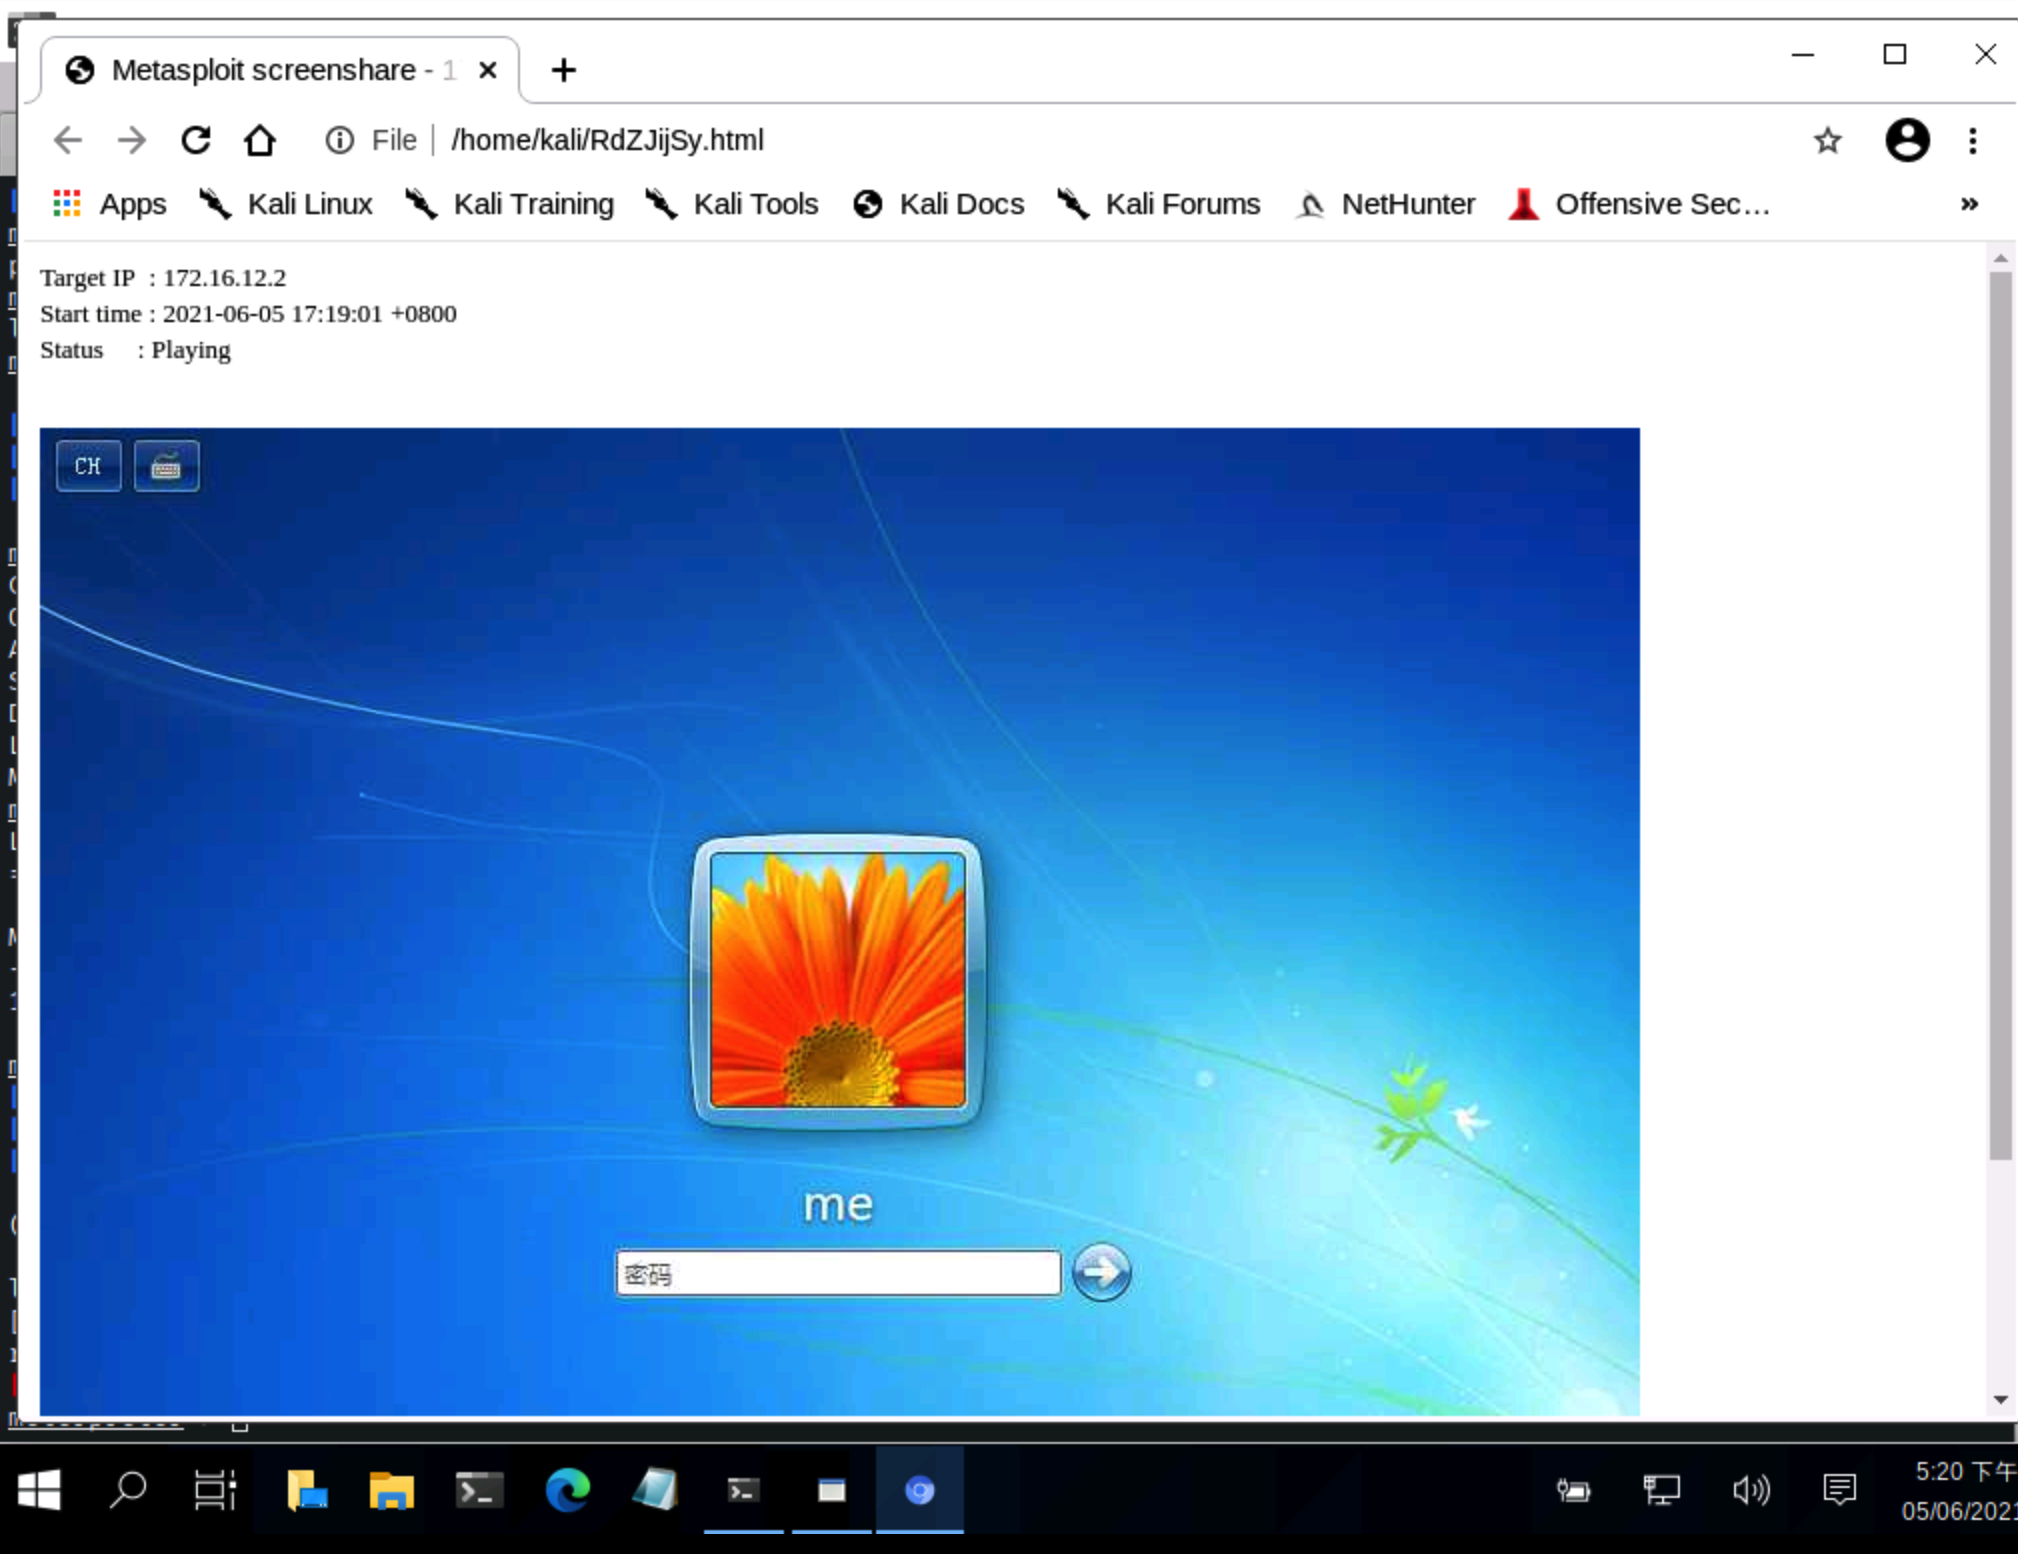 Metasploit screenshare - 1
File /home/kali/RdZJijSy.html
Apps Kali Linux Kali Training Kali Tools Kali Docs Kali Forums NetHunter Offensive Sec… »
Target IP : 172.16.12.2
Start time : 2021-06-05 17:19:01 +0800
Status : Playing
CH
me
密码
5:20 下午
05/06/2021